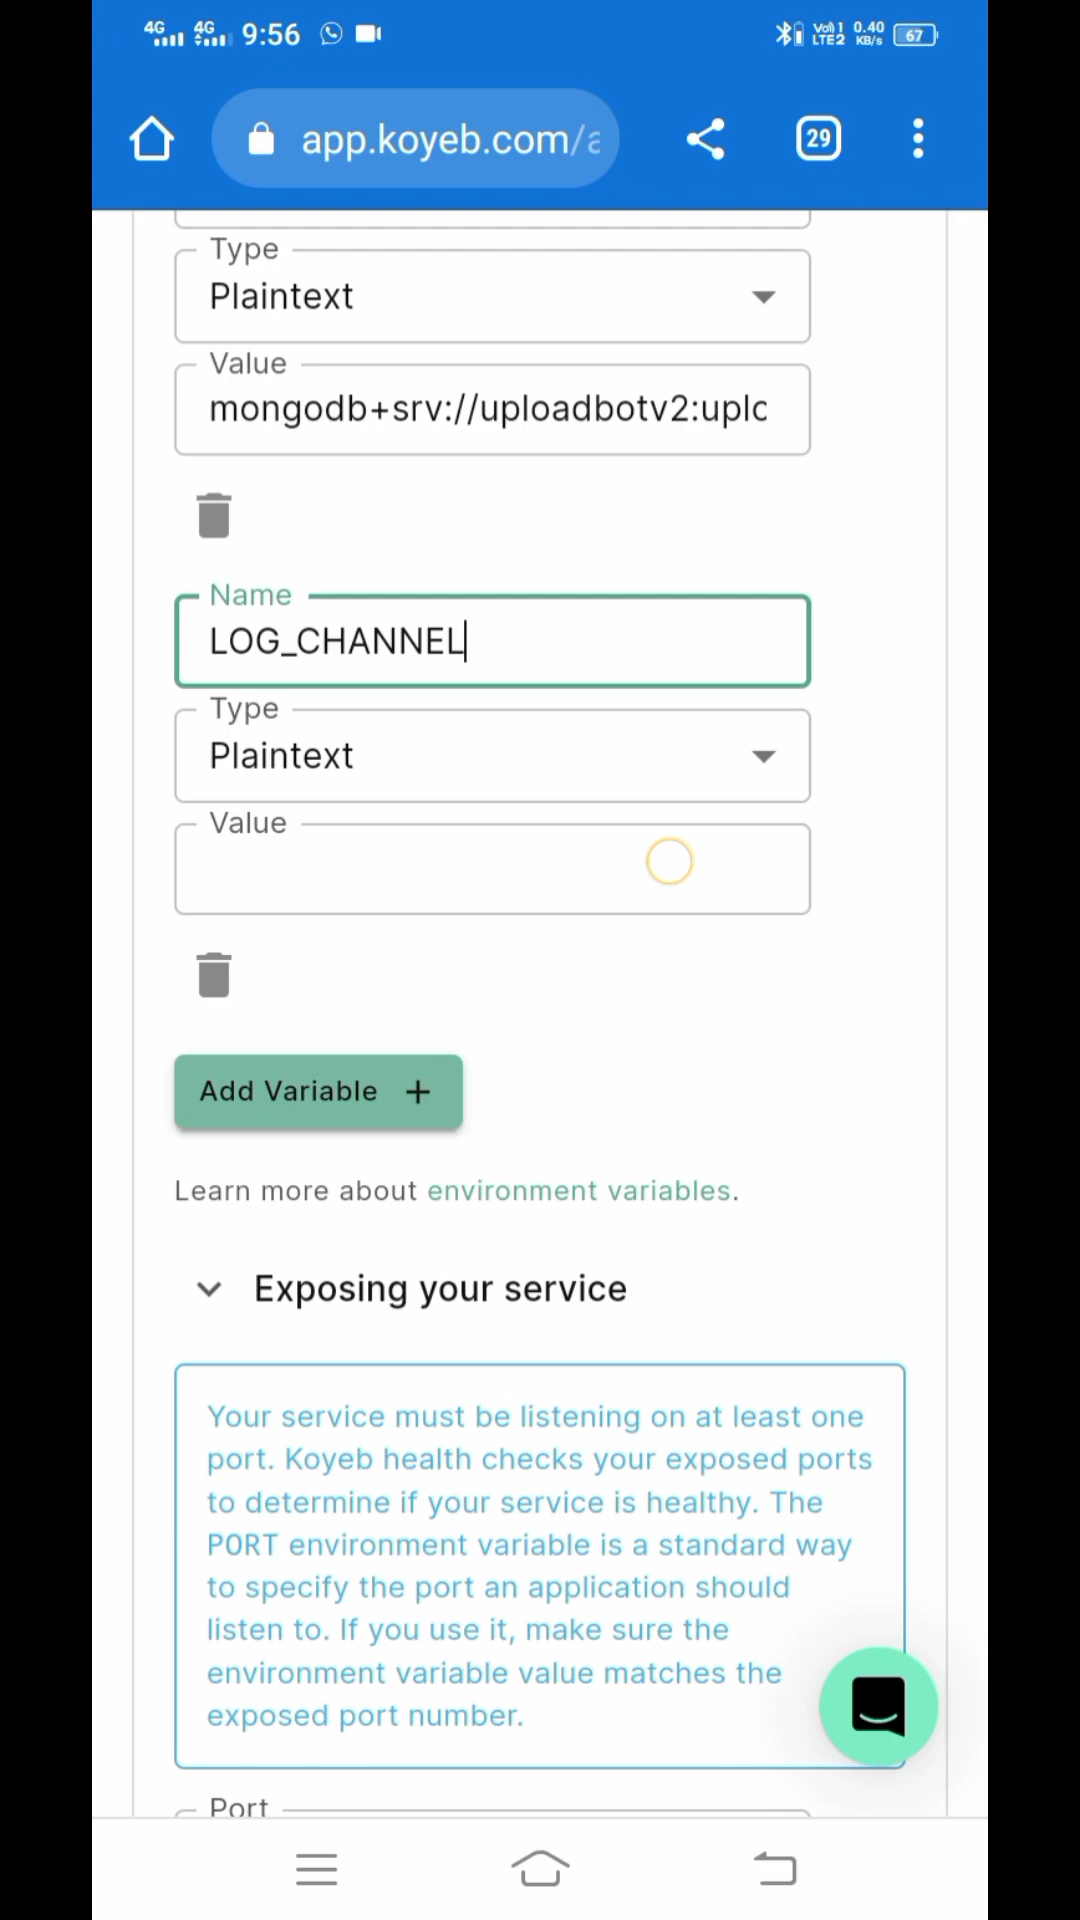 4G 4G 9:56 Vo) 1 LTE2 0.40 KB/s 67
app.koyeb.com/a 29
Type
Plaintext
Value
mongodb+srv://uploadbotv2:uplo
Name
LOG_CHANNEL
Type
Plaintext
Value
Add Variable +
Learn more about environment variables.
Exposing your service
Your service must be listening on at least one
port. Koyeb health checks your exposed ports
to determine if your service is healthy. The
PORT environment variable is a standard way
to specify the port an application should
listen to. If you use it, make sure the
environment variable value matches the
exposed port number.
Port